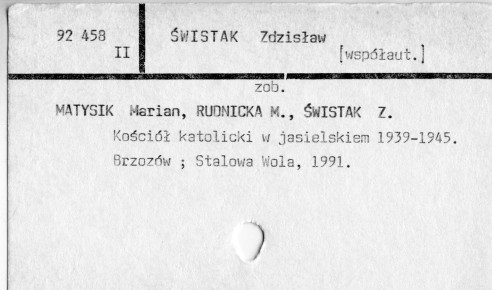 92 458
II
ŚWISTAK Zdzisław
[współaut.]
zob.
MATYSIK Marian, RUDNICKA M., ŚWISTAK Z.
Kościół katolicki w jasielskiem 1939-1945.
Brzozów ; Stalowa Wola, 1991.